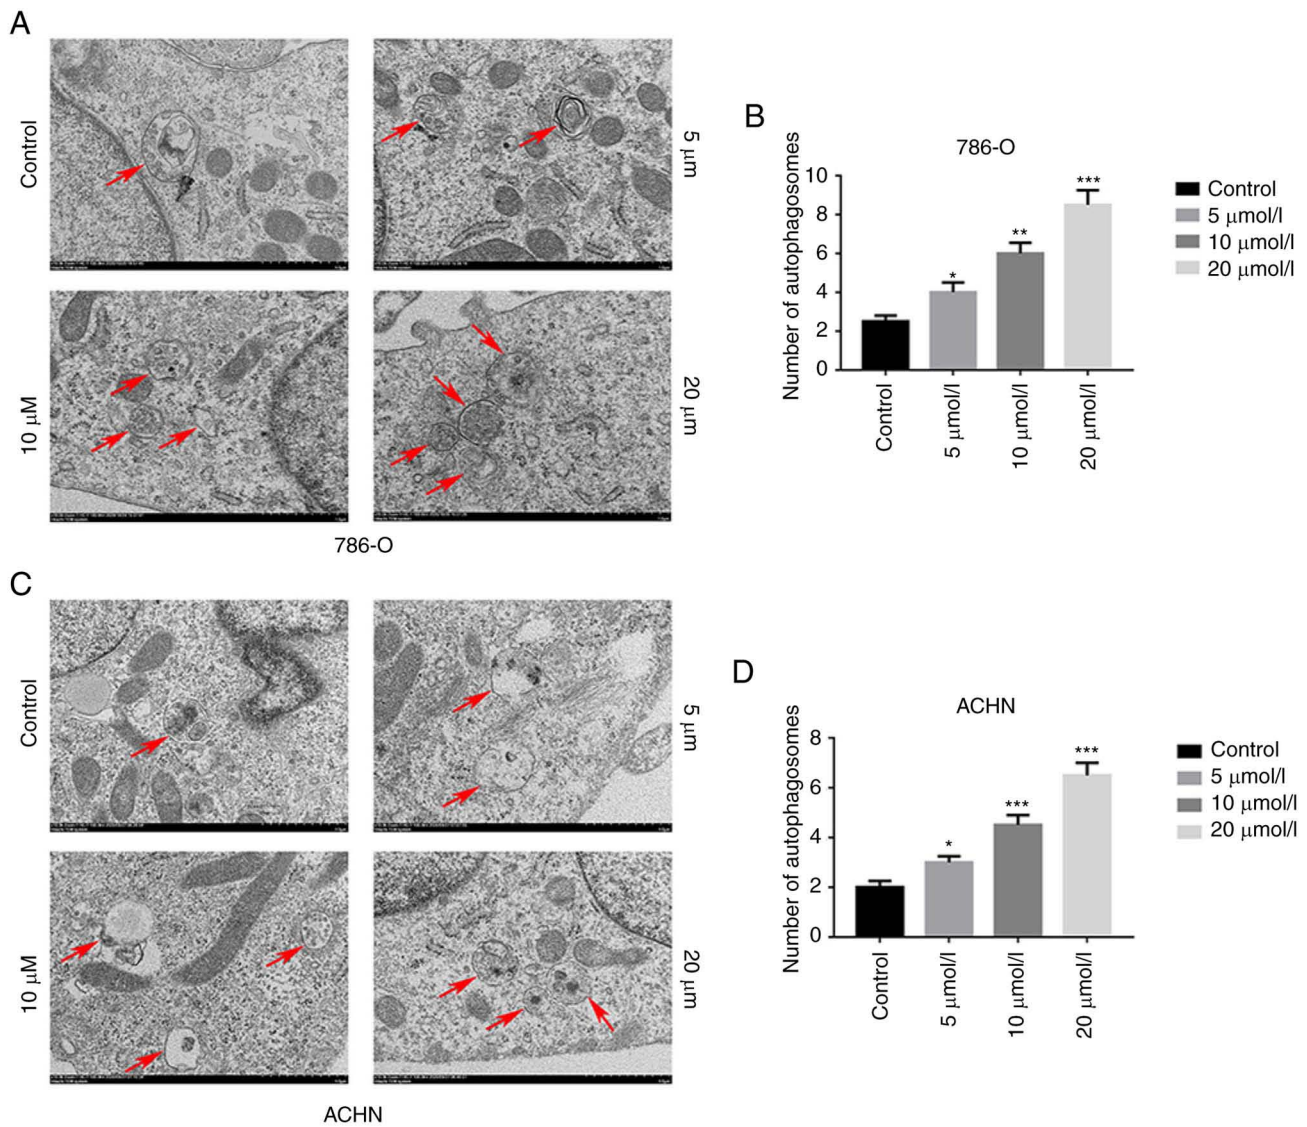 A
Control
5 μm
10 μM
20 μm
786-O
B
786-O
Number of autophagosomes
10
8
6
4
2
0
*
**
***
Control
5 μmol/l
10 μmol/l
20 μmol/l
Control
5 μmol/l
10 μmol/l
20 μmol/l
C
Control
5 μm
10 μM
20 μm
ACHN
D
ACHN
Number of autophagosomes
8
6
4
2
0
*
***
***
Control
5 μmol/l
10 μmol/l
20 μmol/l
Control
5 μmol/l
10 μmol/l
20 μmol/l